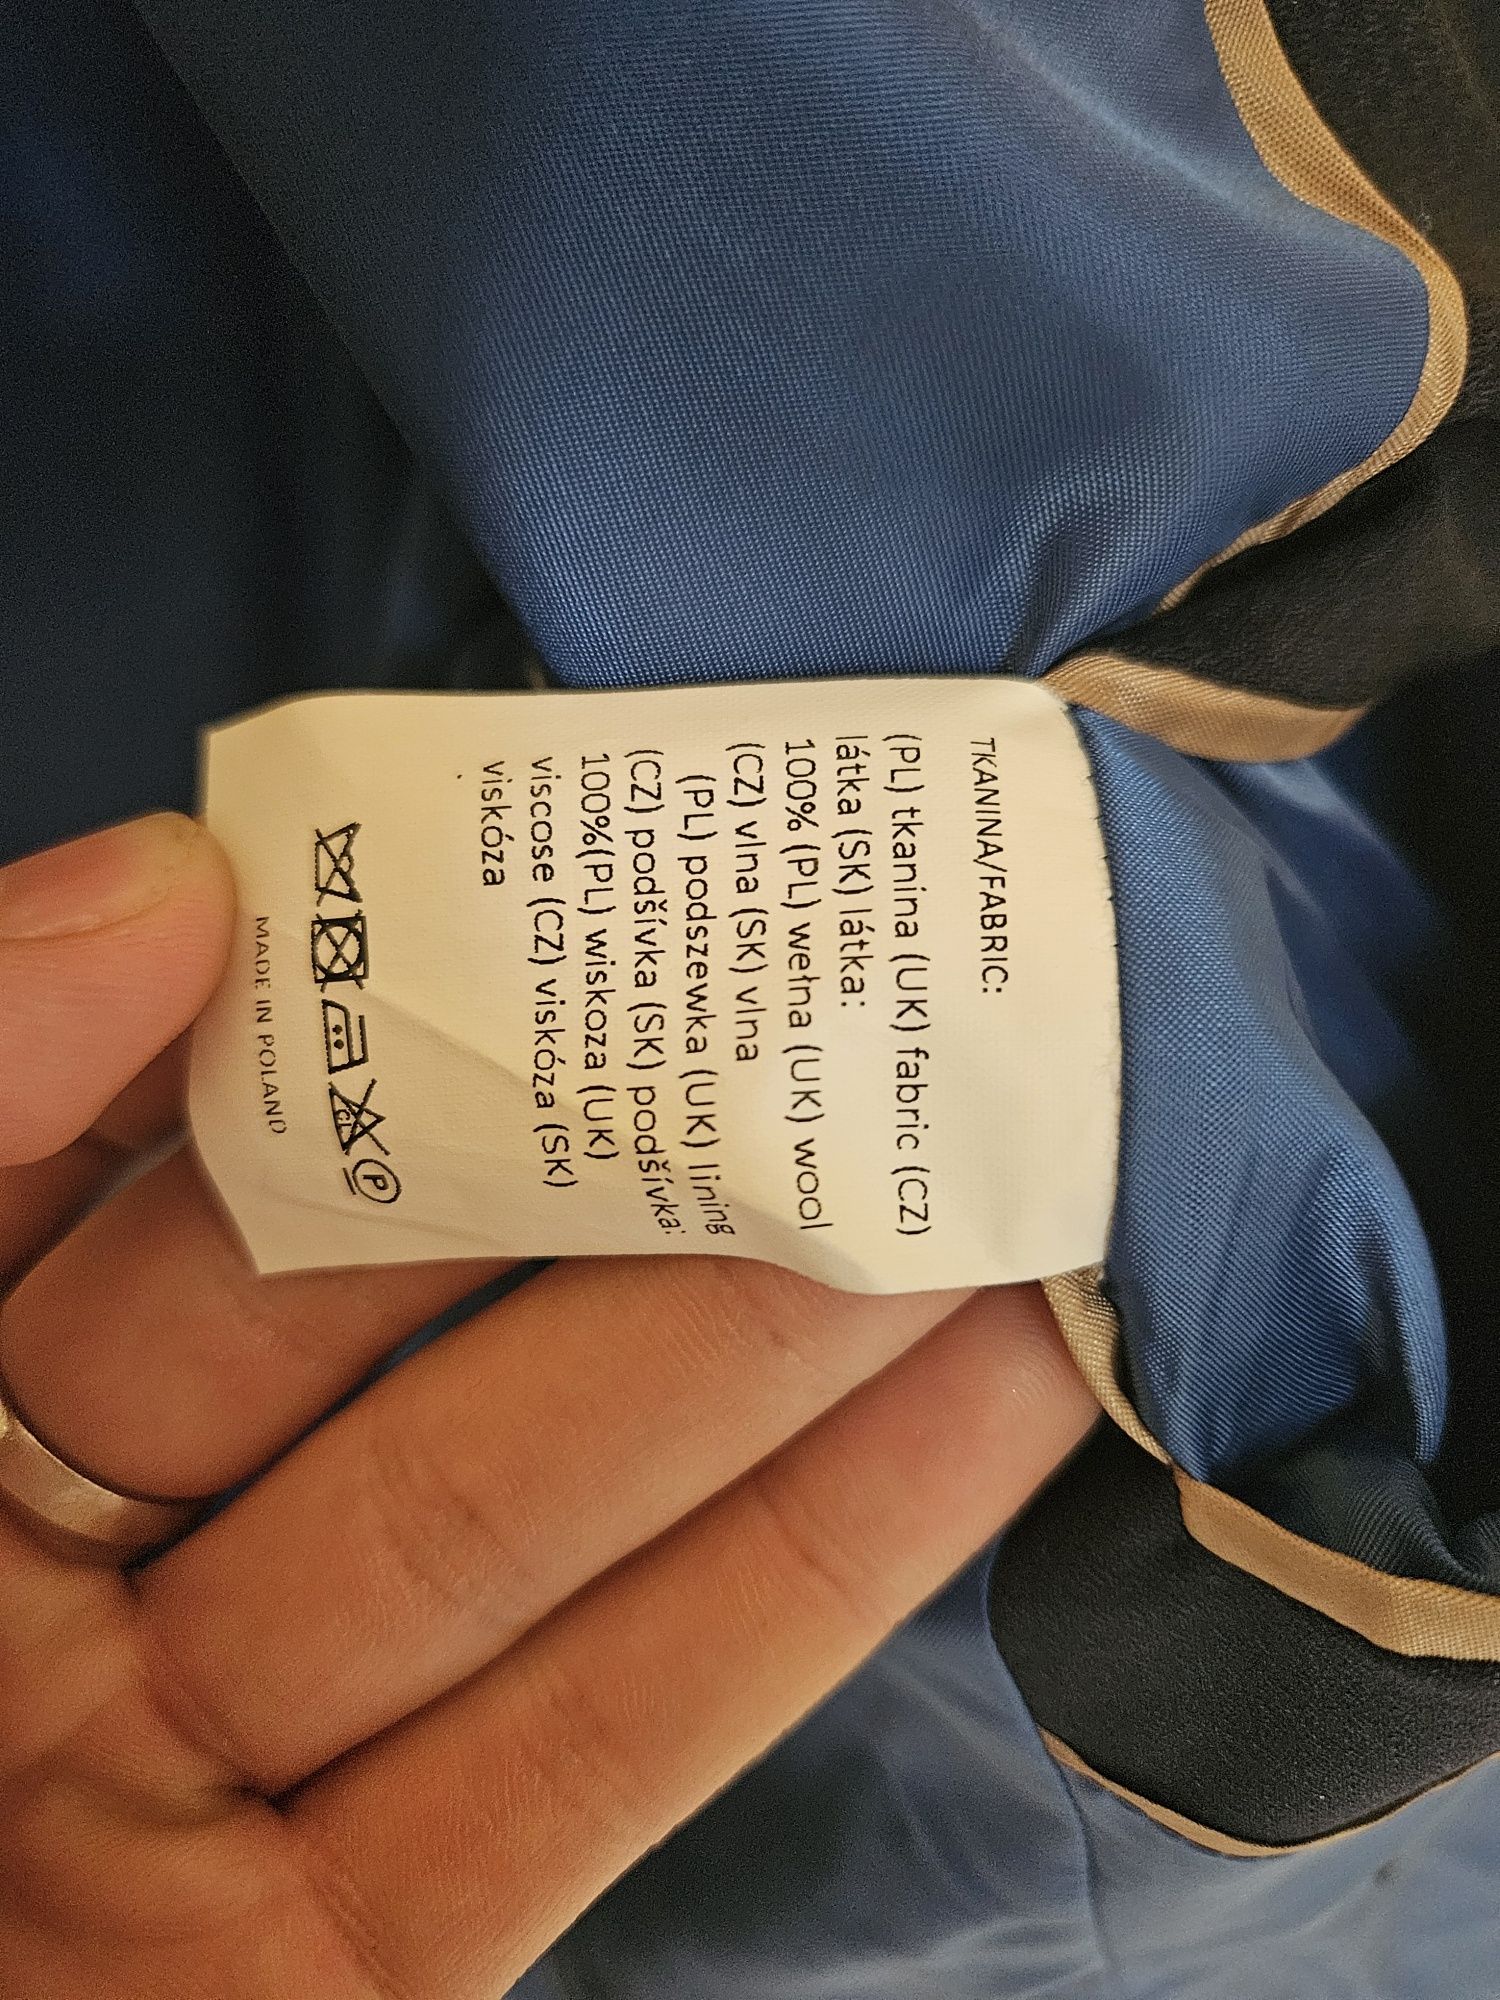 TKANINA/FABRIC:
(PL) tkanina (UK) fabric (CZ)
látka (SK) látka:
100% (PL) wełna (UK) wool
(CZ) vlna (SK) vlna
(PL) podszewka (UK) lining
(CZ) podšívka (SK) podšívka:
100%(PL) wiskoza (UK)
viscose (CZ) viskóza (SK)
viskóza
CL P
MADE IN POLAND